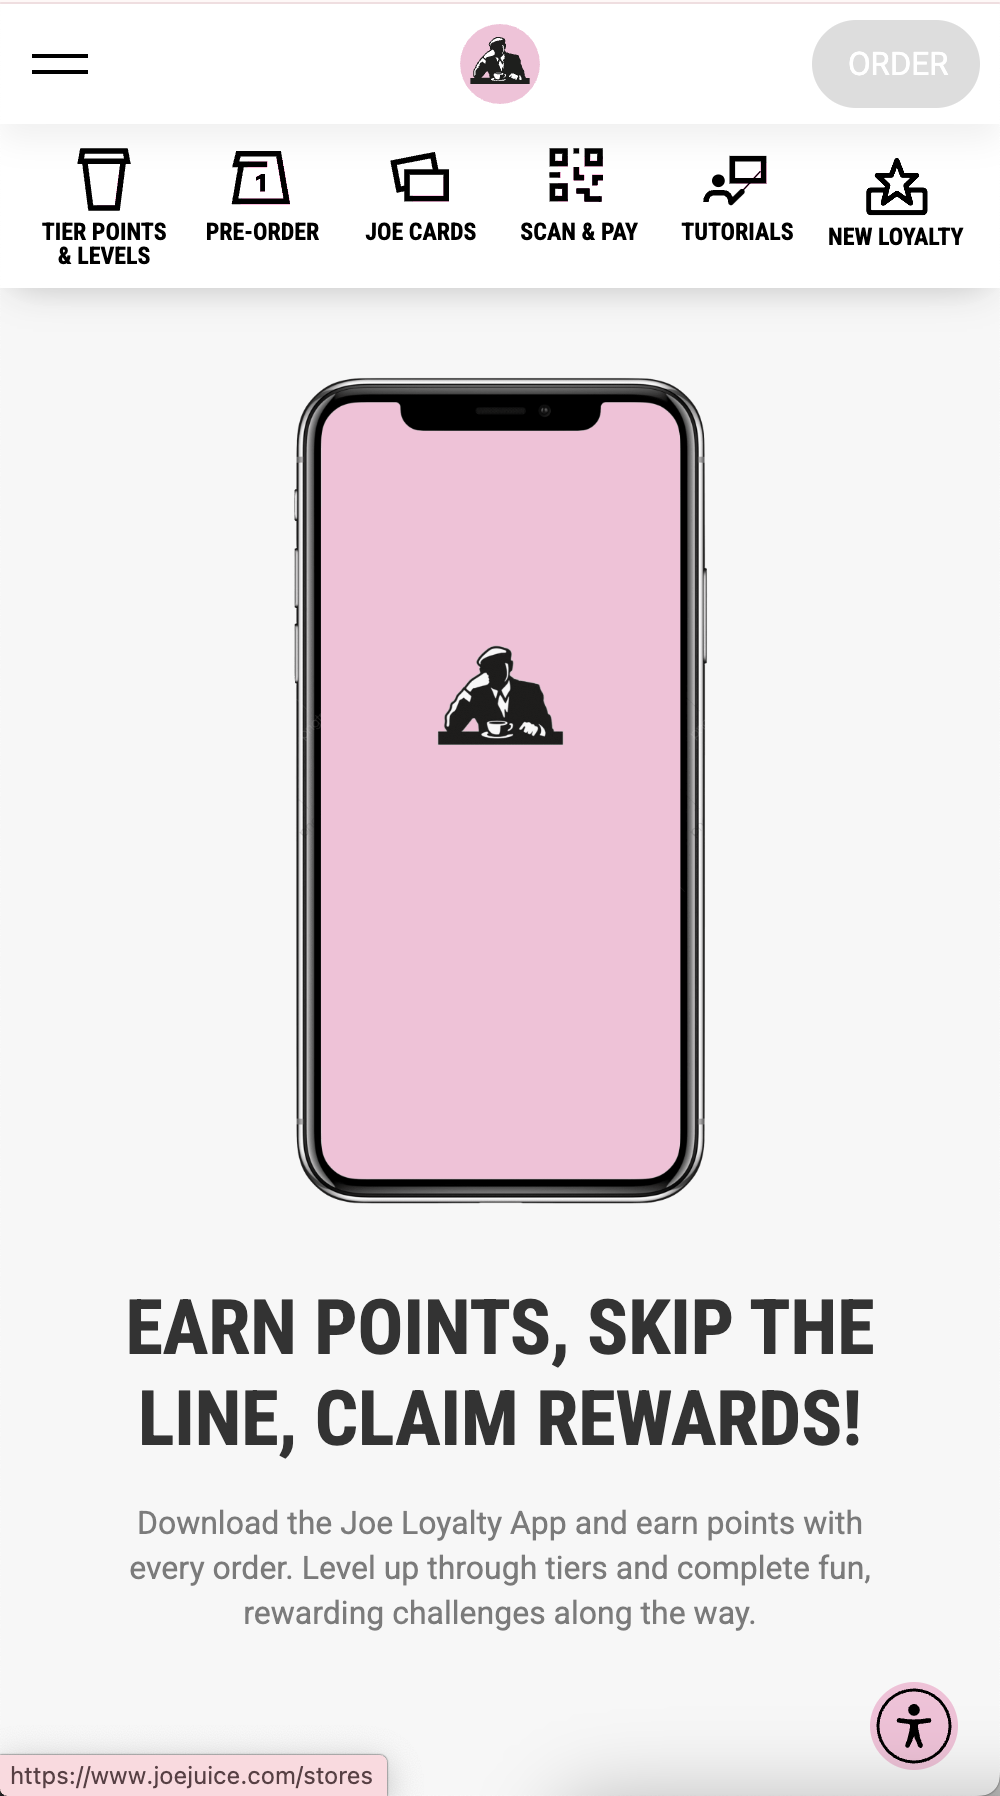 ORDER
TIER POINTS
& LEVELS
PRE-ORDER
1
JOE CARDS
SCAN & PAY
TUTORIALS
NEW LOYALTY
EARN POINTS, SKIP THE
LINE, CLAIM REWARDS!
Download the Joe Loyalty App and earn points with
every order. Level up through tiers and complete fun,
rewarding challenges along the way.
https://www.joejuice.com/stores